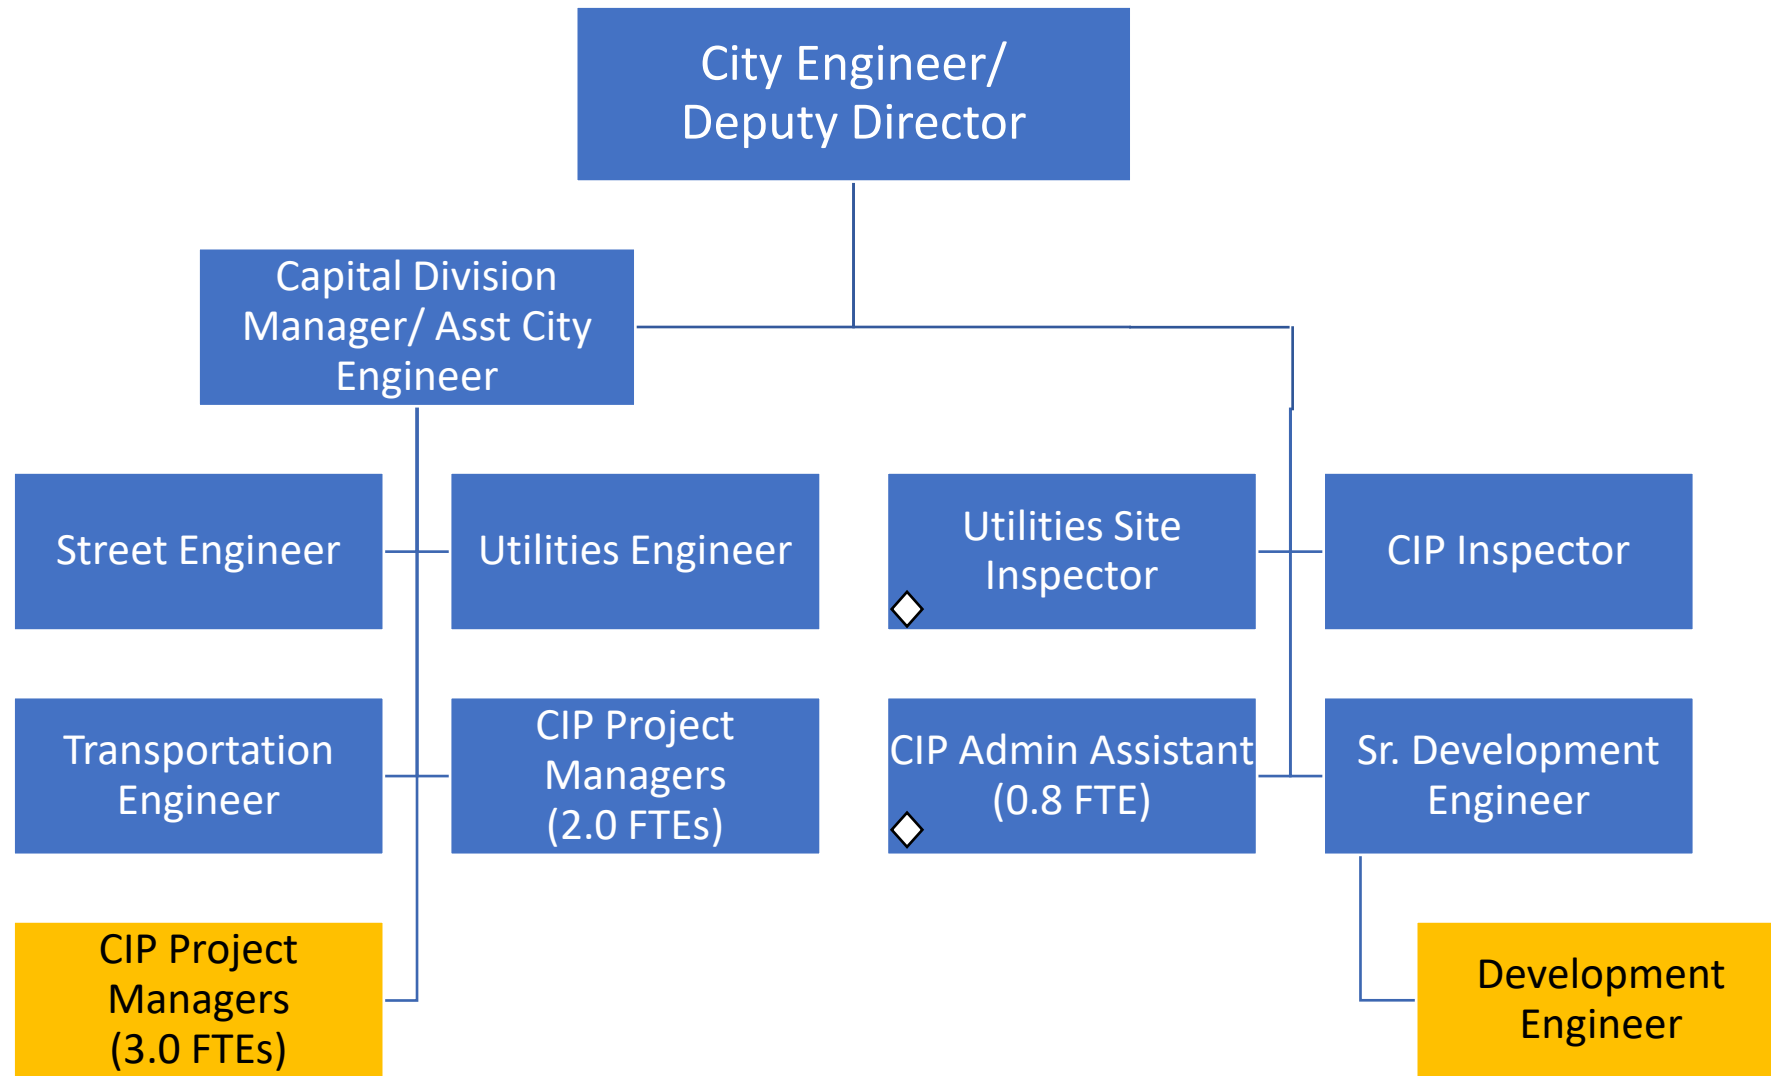 City Engineer/
Deputy Director
Capital Division
Manager/ Asst City
Engineer
Street Engineer
Utilities Engineer
Utilities Site
Inspector
CIP Inspector
Transportation
Engineer
CIP Project
Managers
(2.0 FTEs)
CIP Admin Assistant
(0.8 FTE)
Sr. Development
Engineer
CIP Project
Managers
(3.0 FTEs)
Development
Engineer